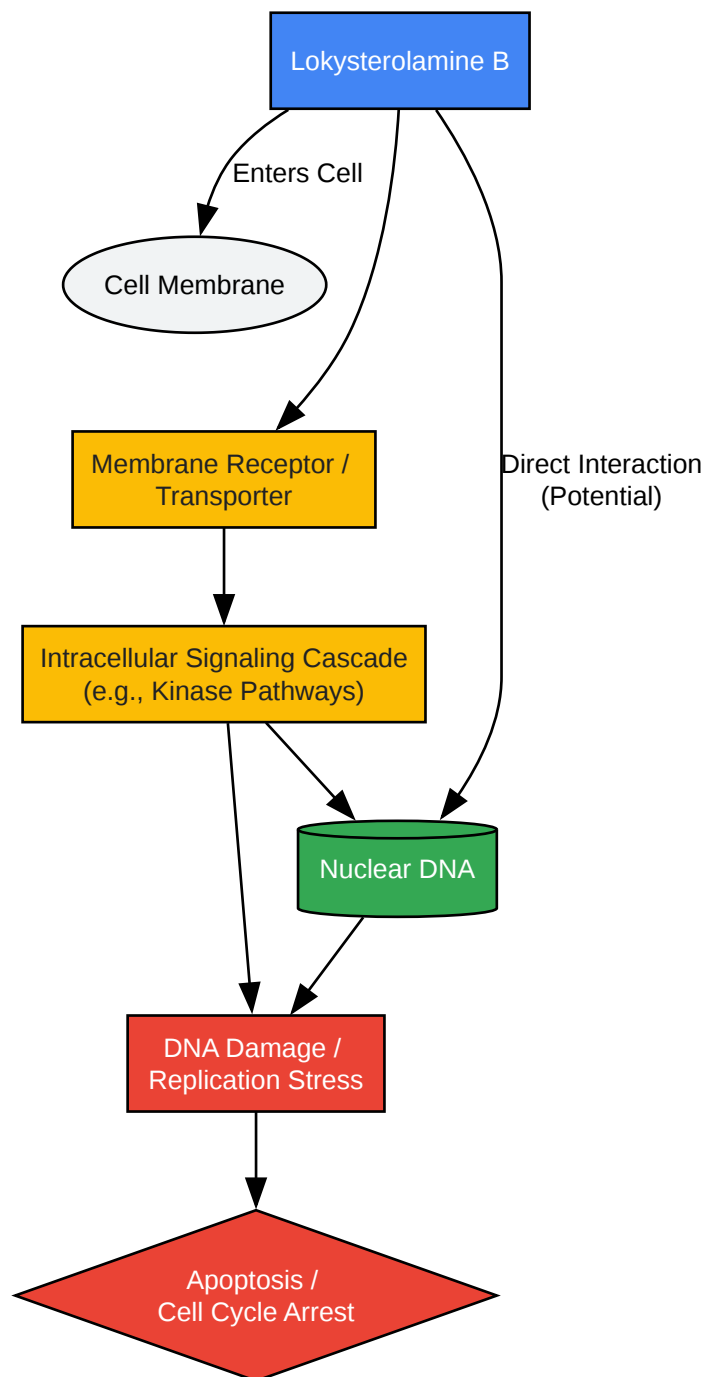 Lokysterolamine B
Enters Cell
Cell Membrane
Membrane Receptor /
Transporter
Direct Interaction
(Potential)
Intracellular Signaling Cascade
(e.g., Kinase Pathways)
Nuclear DNA
DNA Damage /
Replication Stress
Apoptosis /
Cell Cycle Arrest